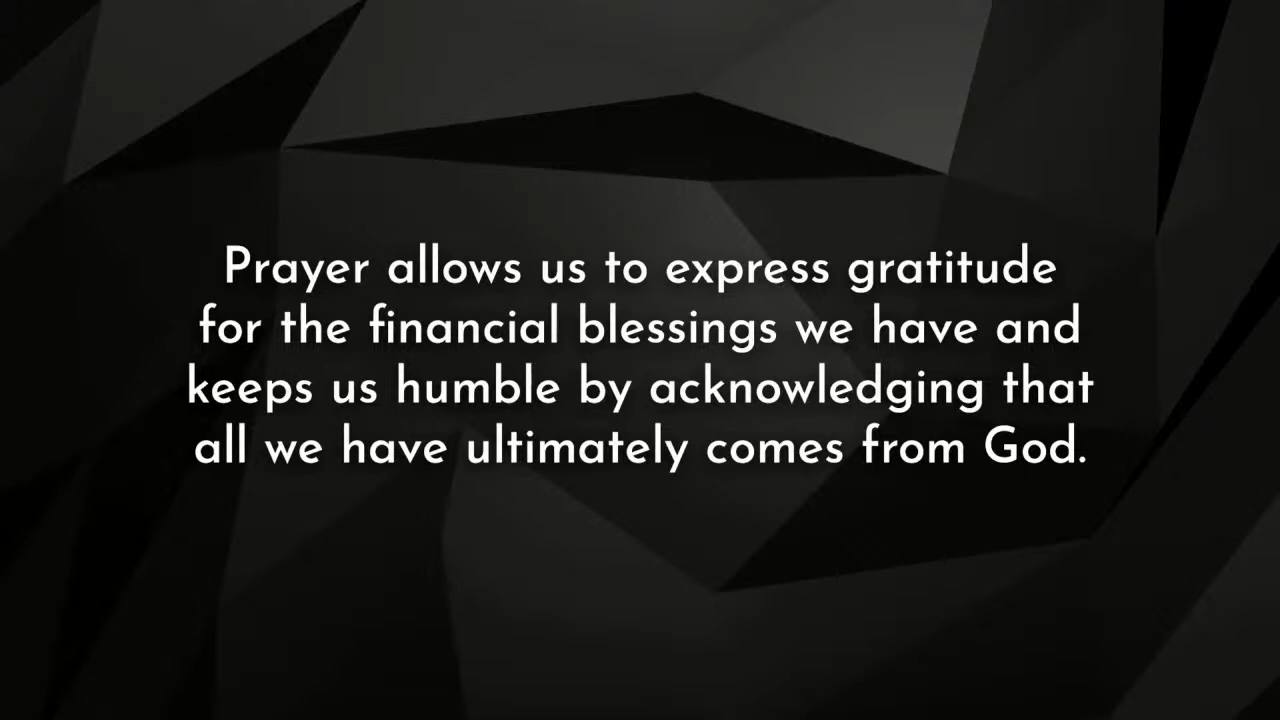 Prayer allows us to express gratitude
for the financial blessings we have and
keeps us humble by acknowledging that
all we have ultimately comes from God.